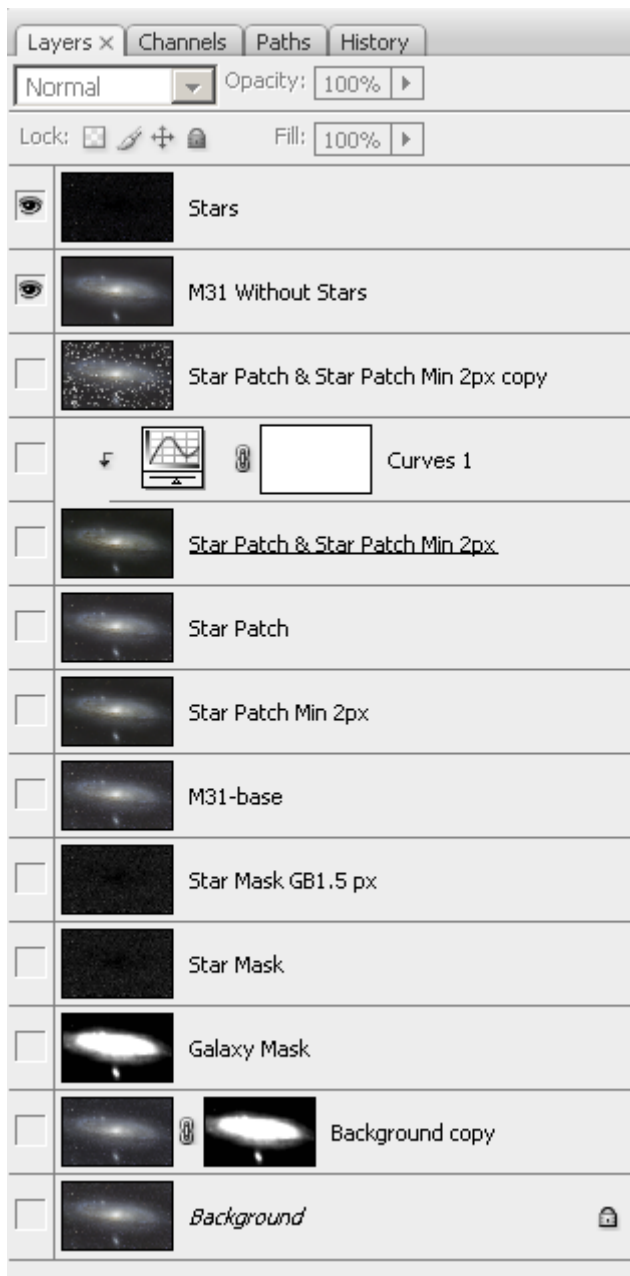 Layers × Channels Paths History
Normal Opacity: 100%
Lock: Fill: 100%
Stars
M31 Without Stars
Star Patch & Star Patch Min 2px copy
Curves 1
Star Patch & Star Patch Min 2px
Star Patch
Star Patch Min 2px
M31-base
Star Mask GB1.5 px
Star Mask
Galaxy Mask
Background copy
Background